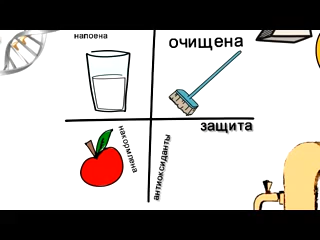 напоена
очищена
накормлена
антиоксиданты
защита